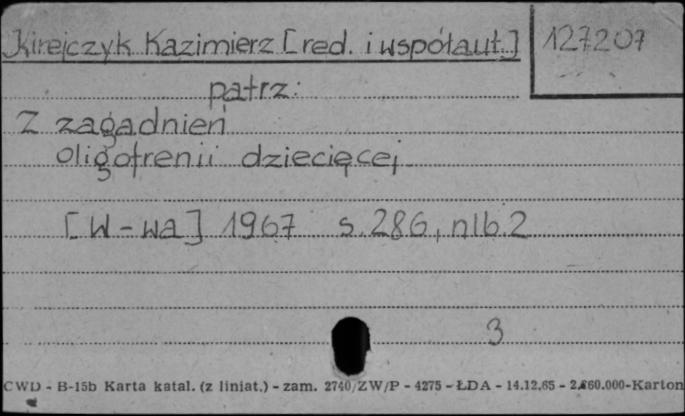 Kirejczyk Kazimierz [red. i współaut.]
127207
patrz:
Z zagadnień
oligofrenii dziecięcej
[W-wa] 1967 s. 286, nlb. 2
3
CWD - B-15b Karta katal. (z liniat.) - zam. 2740/ZW/P - 4275 - ŁDA - 14.12.65 - 2.860.000-Karton